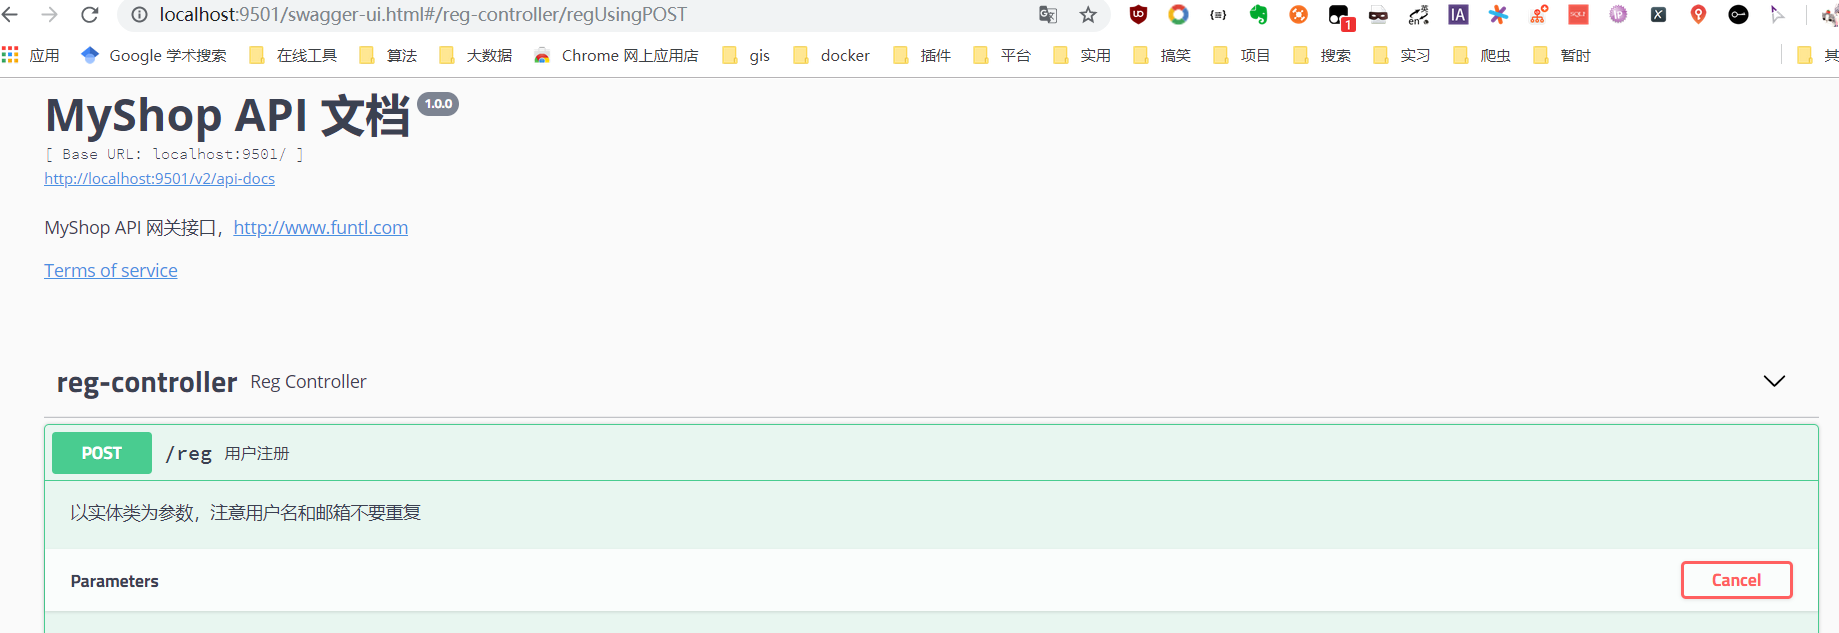 localhost:9501/swagger-ui.html#/reg-controller/regUsingPOST
应用 Google 学术搜索 在线工具 算法 大数据 Chrome 网上应用店 gis docker 插件 平台 实用 搞笑 项目 搜索 实习 爬虫 暂时
MyShop API 文档 1.0.0
[ Base URL: localhost:9501/ ]
http://localhost:9501/v2/api-docs
MyShop API 网关接口，http://www.funtl.com
Terms of service
reg-controller Reg Controller
POST /reg 用户注册
以实体类为参数，注意用户名和邮箱不要重复
Parameters Cancel